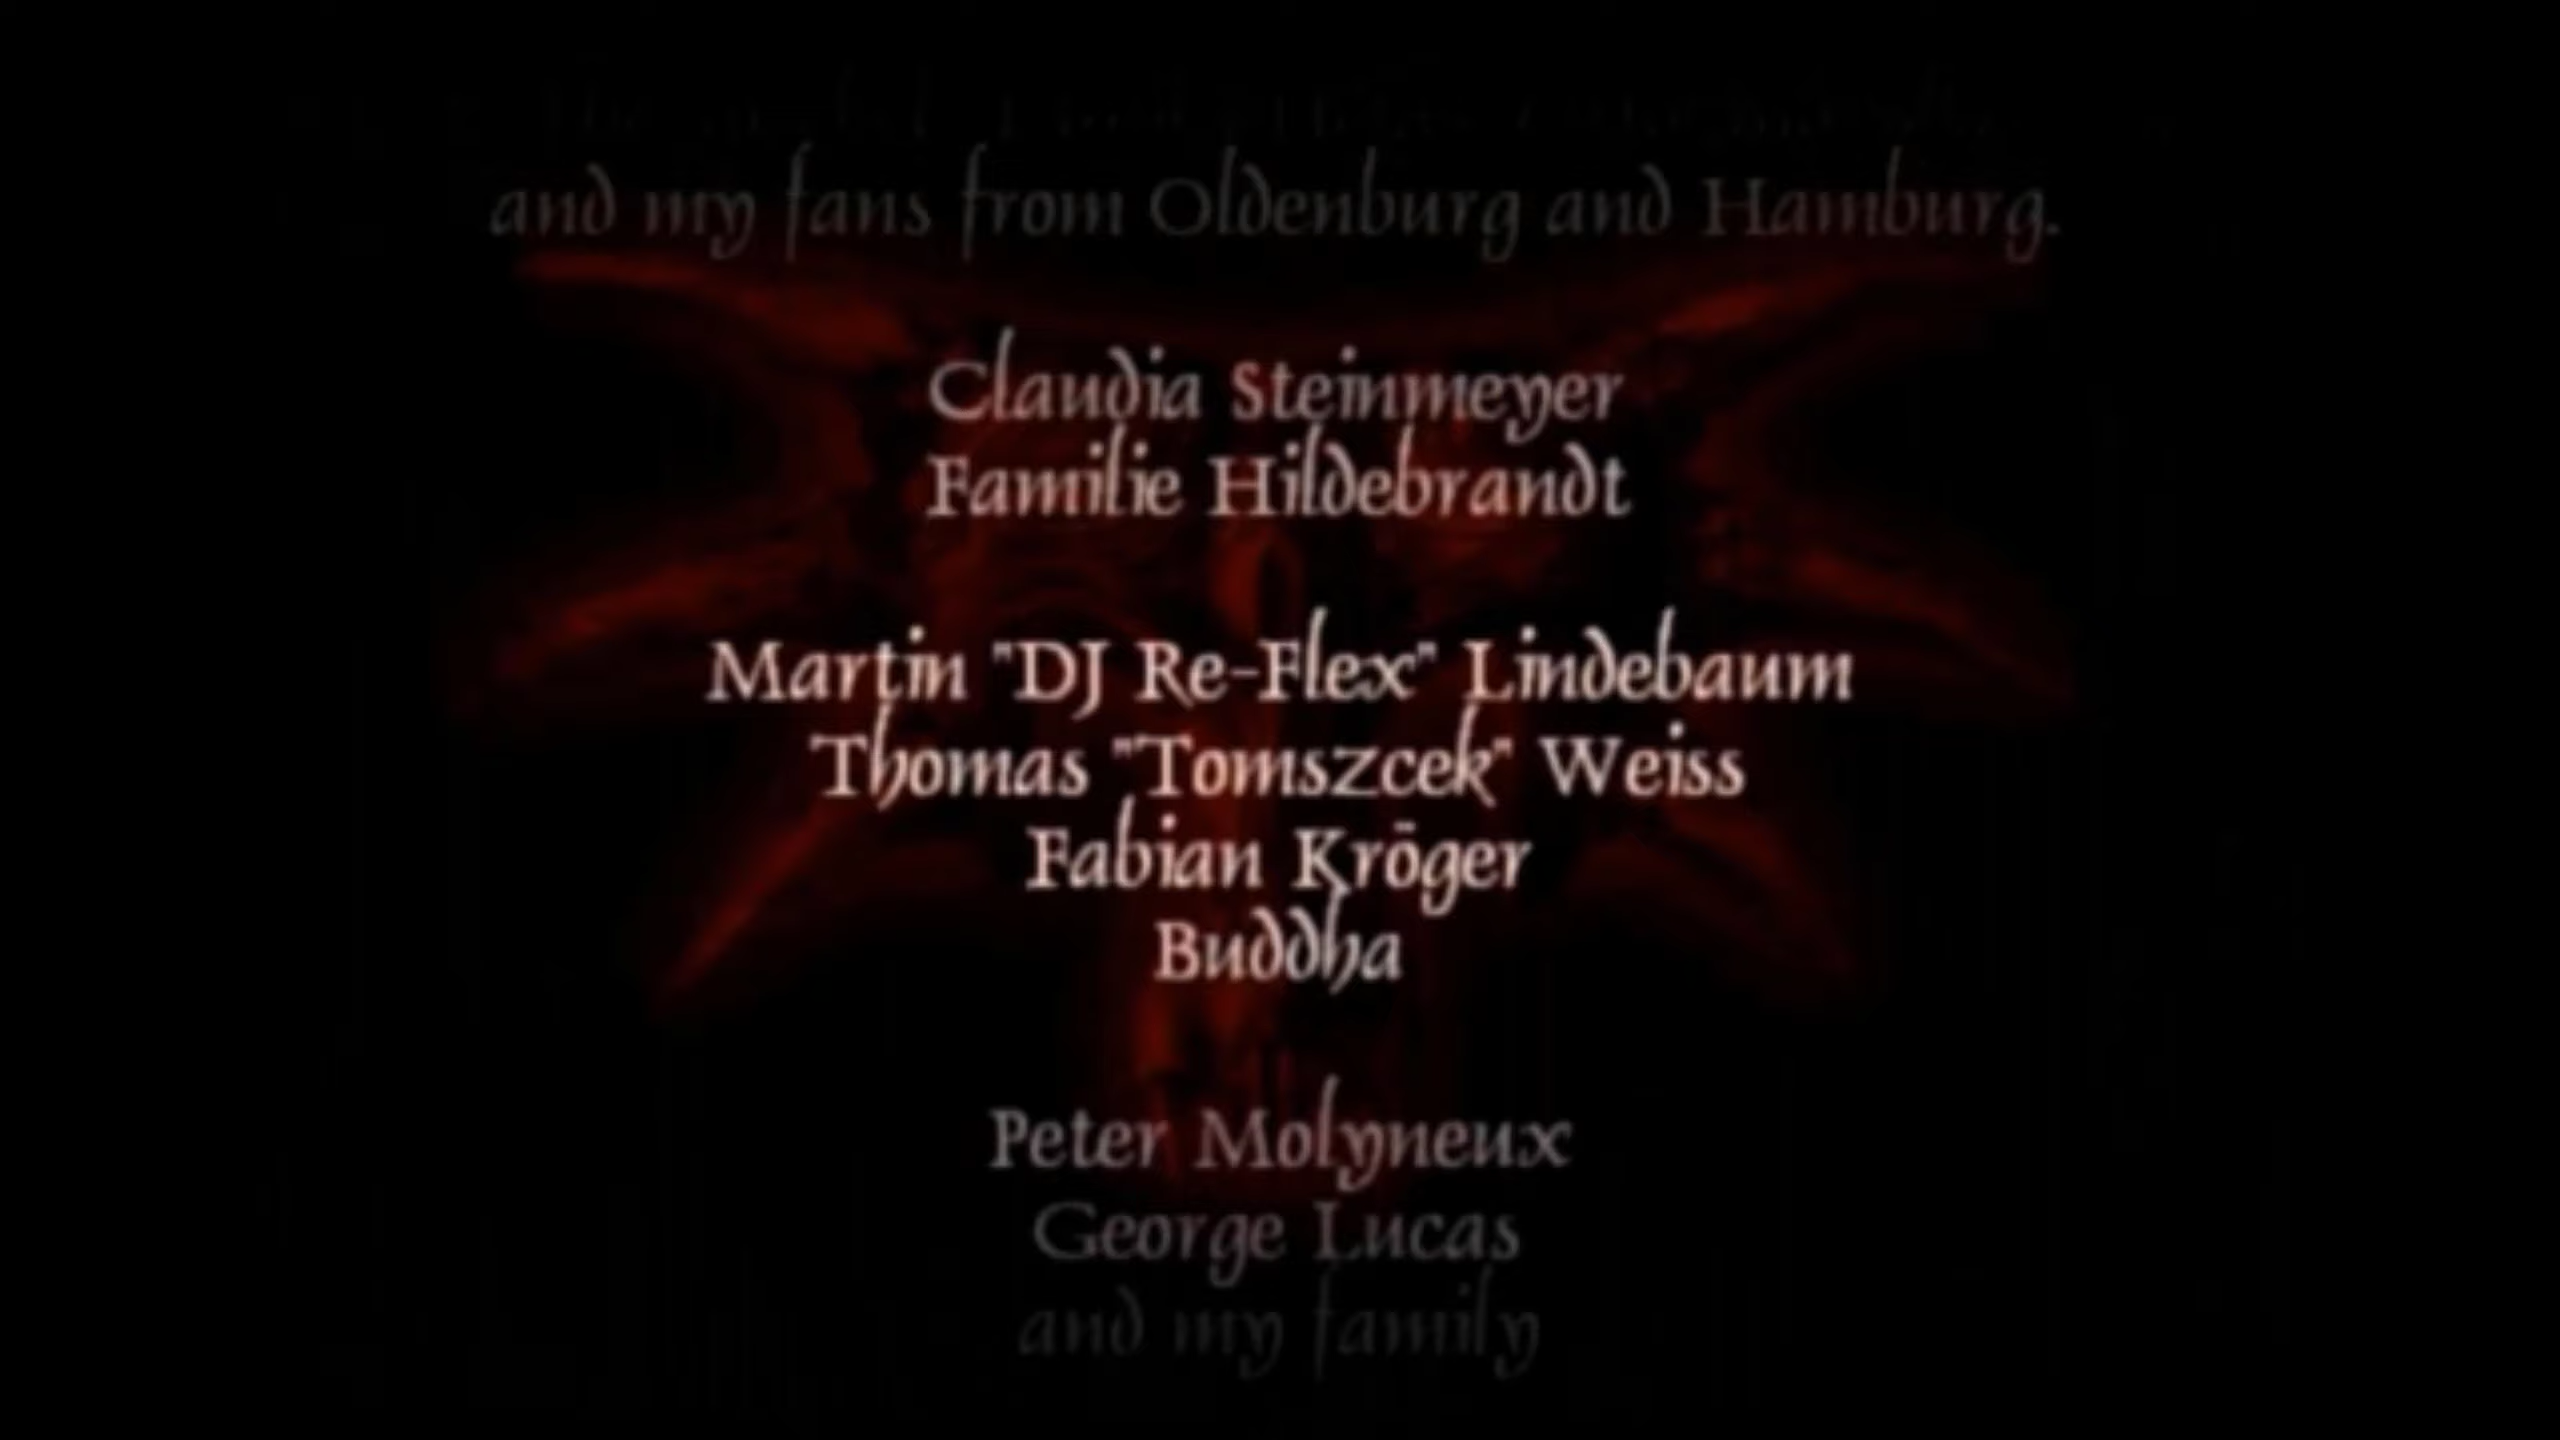 and my fans from Oldenburg and Hamburg.
Claudia Steinmeyer
Familie Hildebrandt
Martin "DJ Re-Flex" Lindebaum
Thomas "Tomszcek" Weiss
Fabian Kröger
Buddha
Peter Molyneux
George Lucas
and my family